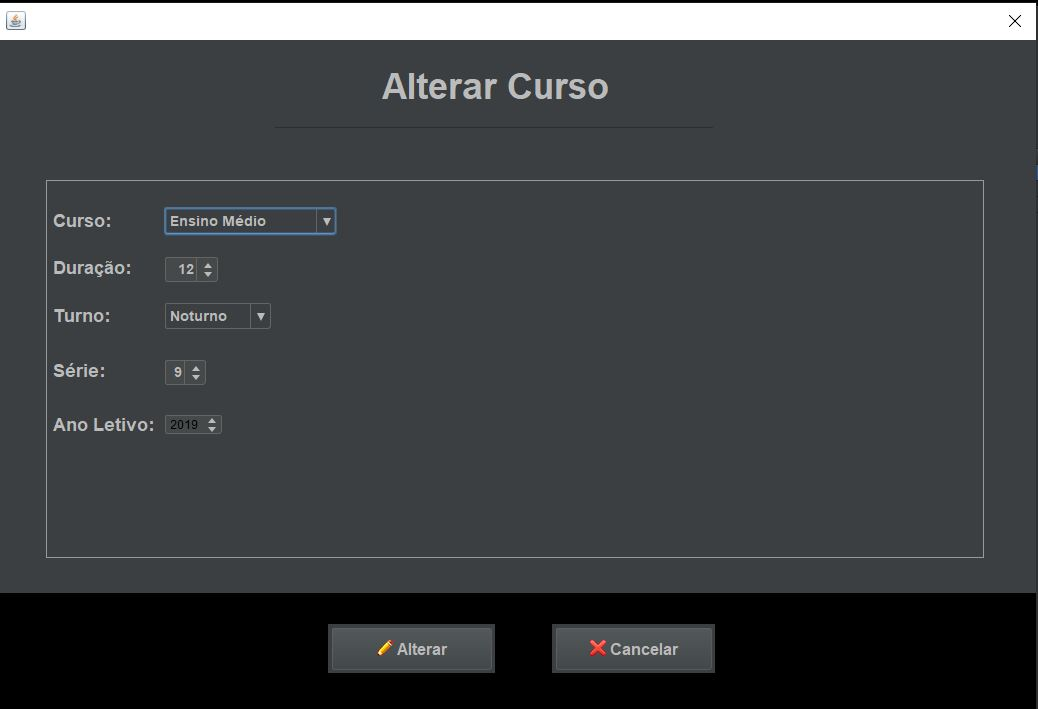 Alterar Curso
Curso: Ensino Médio
Duração: 12
Turno: Noturno
Série: 9
Ano Letivo: 2019
Alterar Cancelar